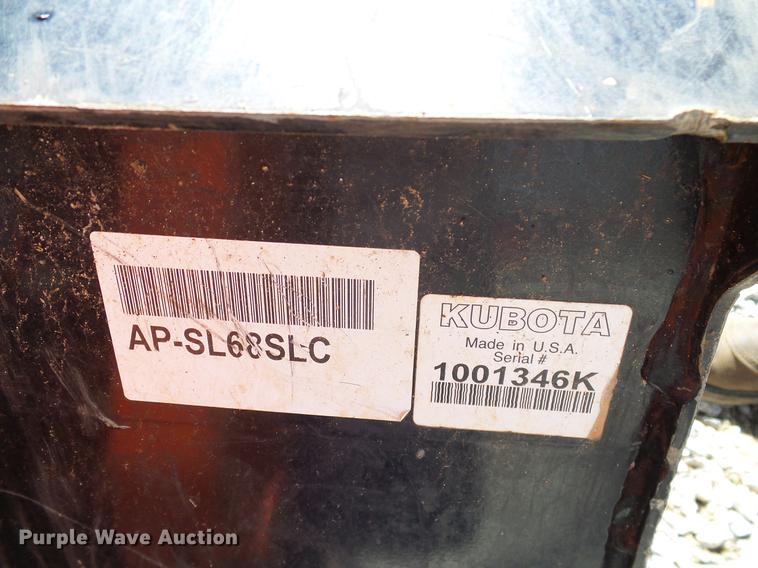 AP-SL68SLC
KUBOTA
Made in U.S.A.
Serial #
1001346K
Purple Wave Auction